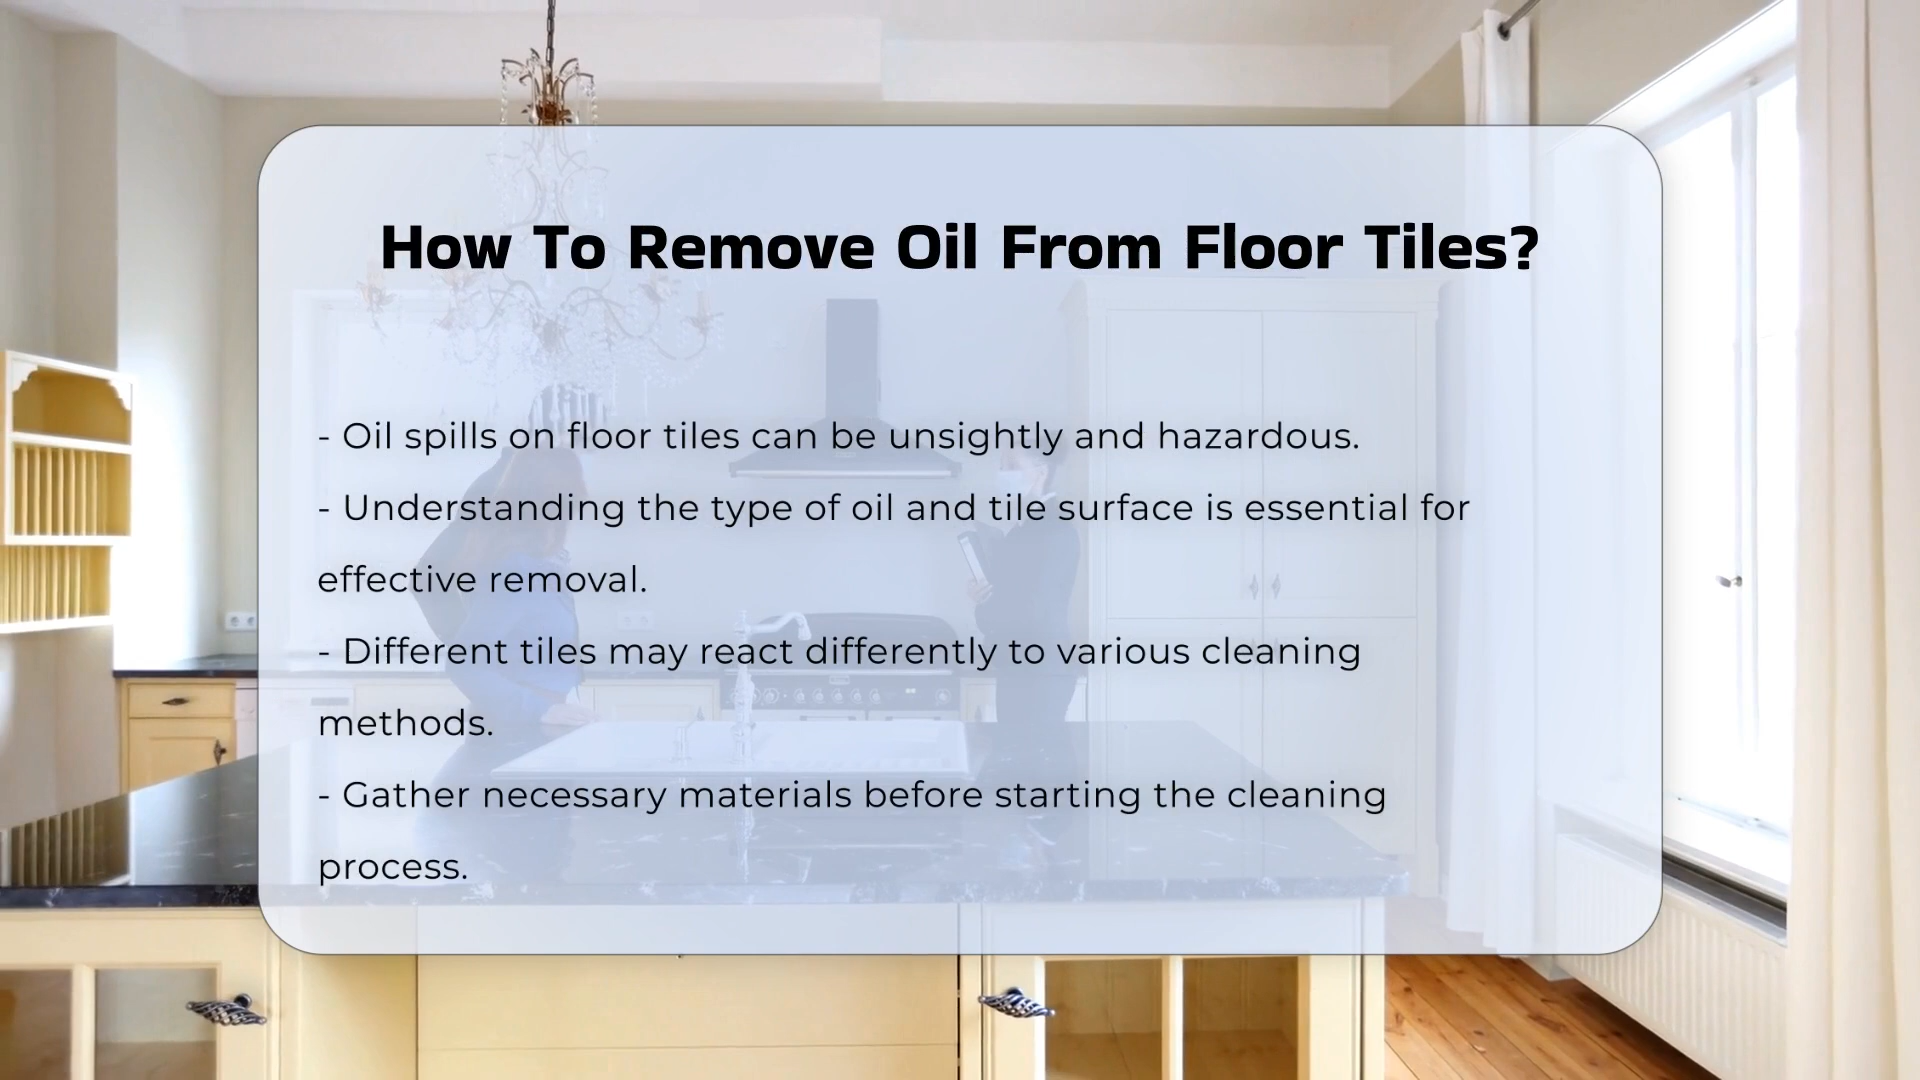 How To Remove Oil From Floor Tiles?
- Oil spills on floor tiles can be unsightly and hazardous.
- Understanding the type of oil and tile surface is essential for
effective removal.
- Different tiles may react differently to various cleaning
methods.
- Gather necessary materials before starting the cleaning
process.